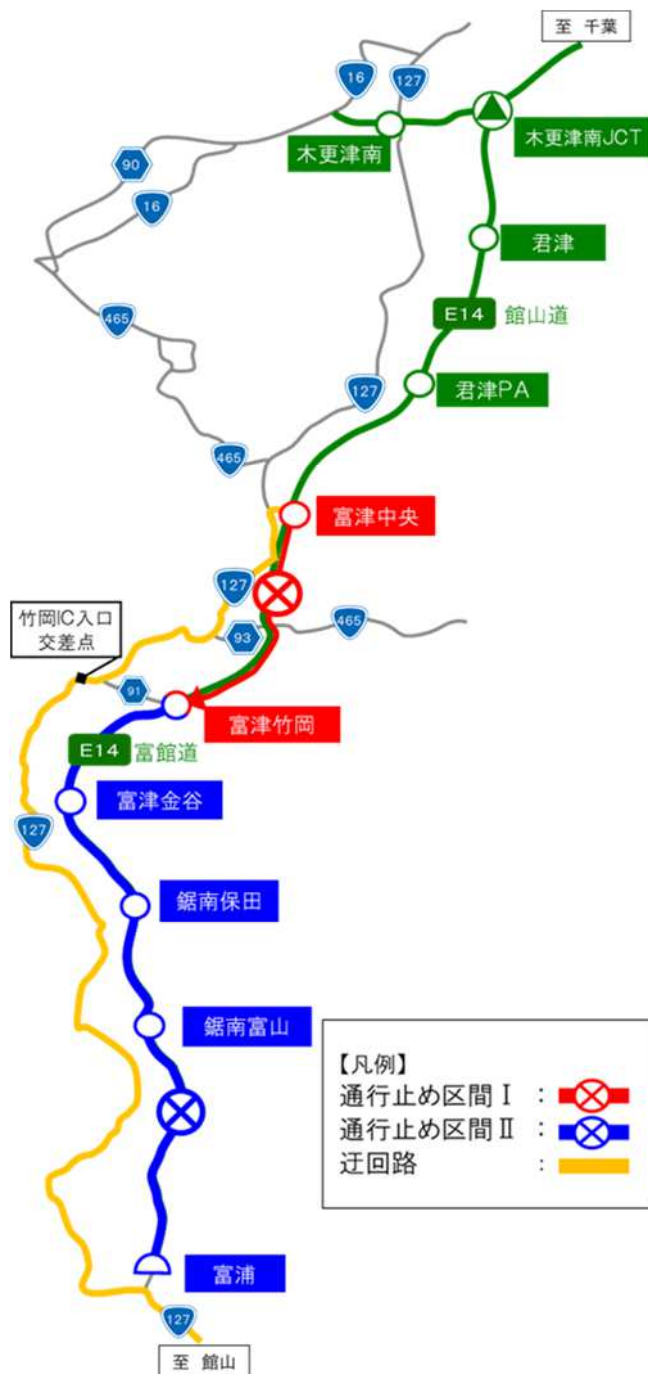 至 千葉
16
127
木更津南
木更津南JCT
90
16
君津
E14 館山道
465
127
君津PA
465
富津中央
127
竹岡IC入口
交差点
93
465
91
富津竹岡
E14 富館道
富津金谷
127
鋸南保田
鋸南富山
【凡例】
通行止め区間Ⅰ :
通行止め区間Ⅱ :
迂回路 :
富浦
127
至 館山